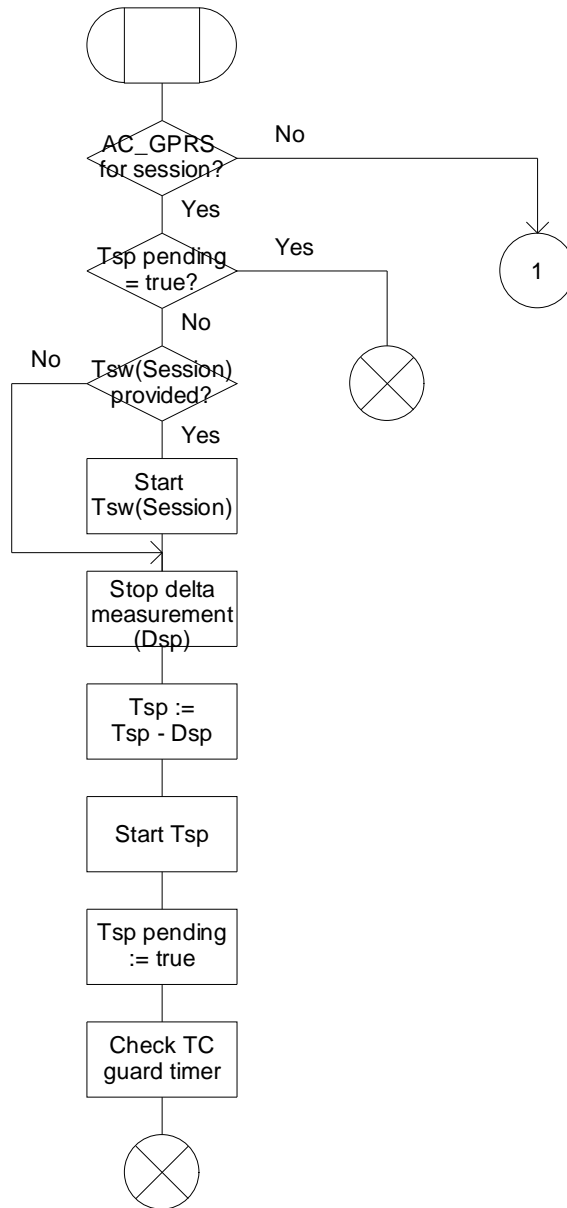 No
AC_GPRS
for session?
Yes
1
Tsp pending
= true?
Yes
No
No
Tsw(Session)
provided?
Yes
Start
Tsw(Session)
Stop delta
measurement
(Dsp)
Tsp :=
Tsp - Dsp
Start Tsp
Tsp pending
:= true
Check TC
guard timer